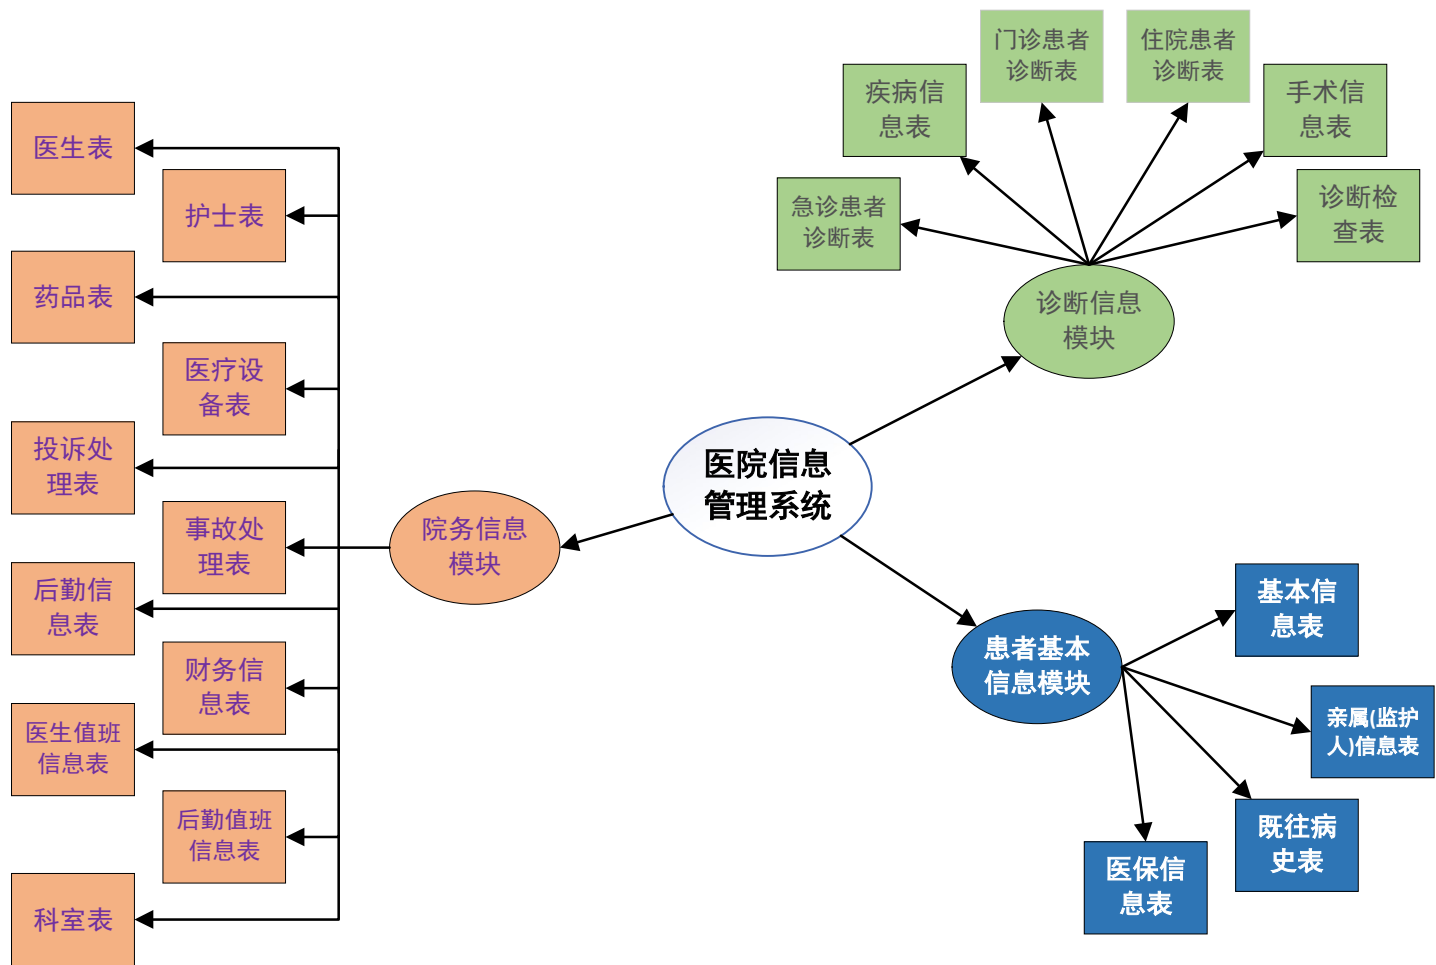 门诊患者
诊断表
住院患者
诊断表
疾病信
息表
手术信
息表
急诊患者
诊断表
诊断检
查表
诊断信息
模块
医院信息
管理系统
医生表
护士表
药品表
医疗设
备表
投诉处
理表
事故处
理表
院务信息
模块
后勤信
息表
财务信
息表
医生值班
信息表
后勤值班
信息表
科室表
患者基本
信息模块
基本信
息表
亲属(监护
人)信息表
既往病
史表
医保信
息表